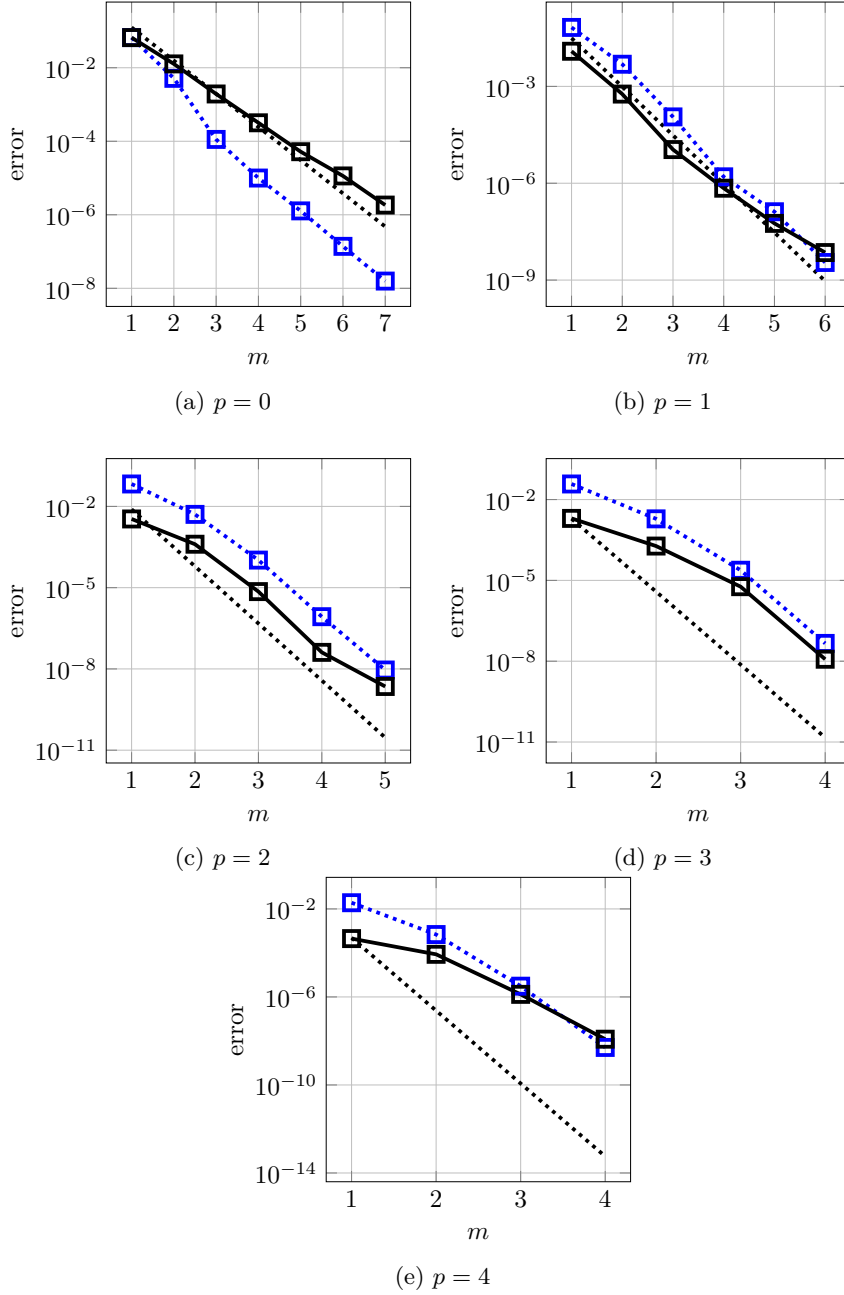 10^{-2}
10^{-4}
10^{-6}
10^{-8}
error
1 2 3 4 5 6 7
m
(a) p = 0
10^{-3}
10^{-6}
10^{-9}
error
1 2 3 4 5 6
m
(b) p = 1
10^{-2}
10^{-5}
10^{-8}
10^{-11}
error
1 2 3 4 5
m
(c) p = 2
10^{-2}
10^{-5}
10^{-8}
10^{-11}
error
1 2 3 4
m
(d) p = 3
10^{-2}
10^{-6}
10^{-10}
10^{-14}
error
1 2 3 4
m
(e) p = 4